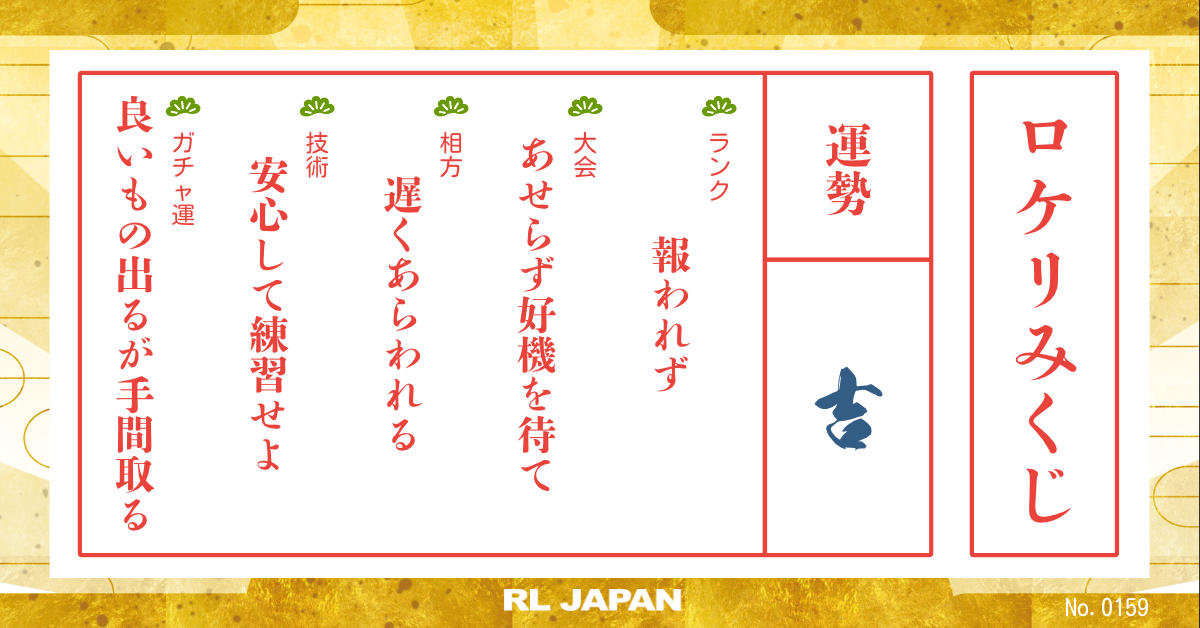 ロケリみくじ
運勢
吉
ランク
報われず
大会
あせらず好機を待て
相方
遅くあらわれる
技術
安心して練習せよ
ガチャ運
良いもの出るが手間取る
RL JAPAN
No. 0159